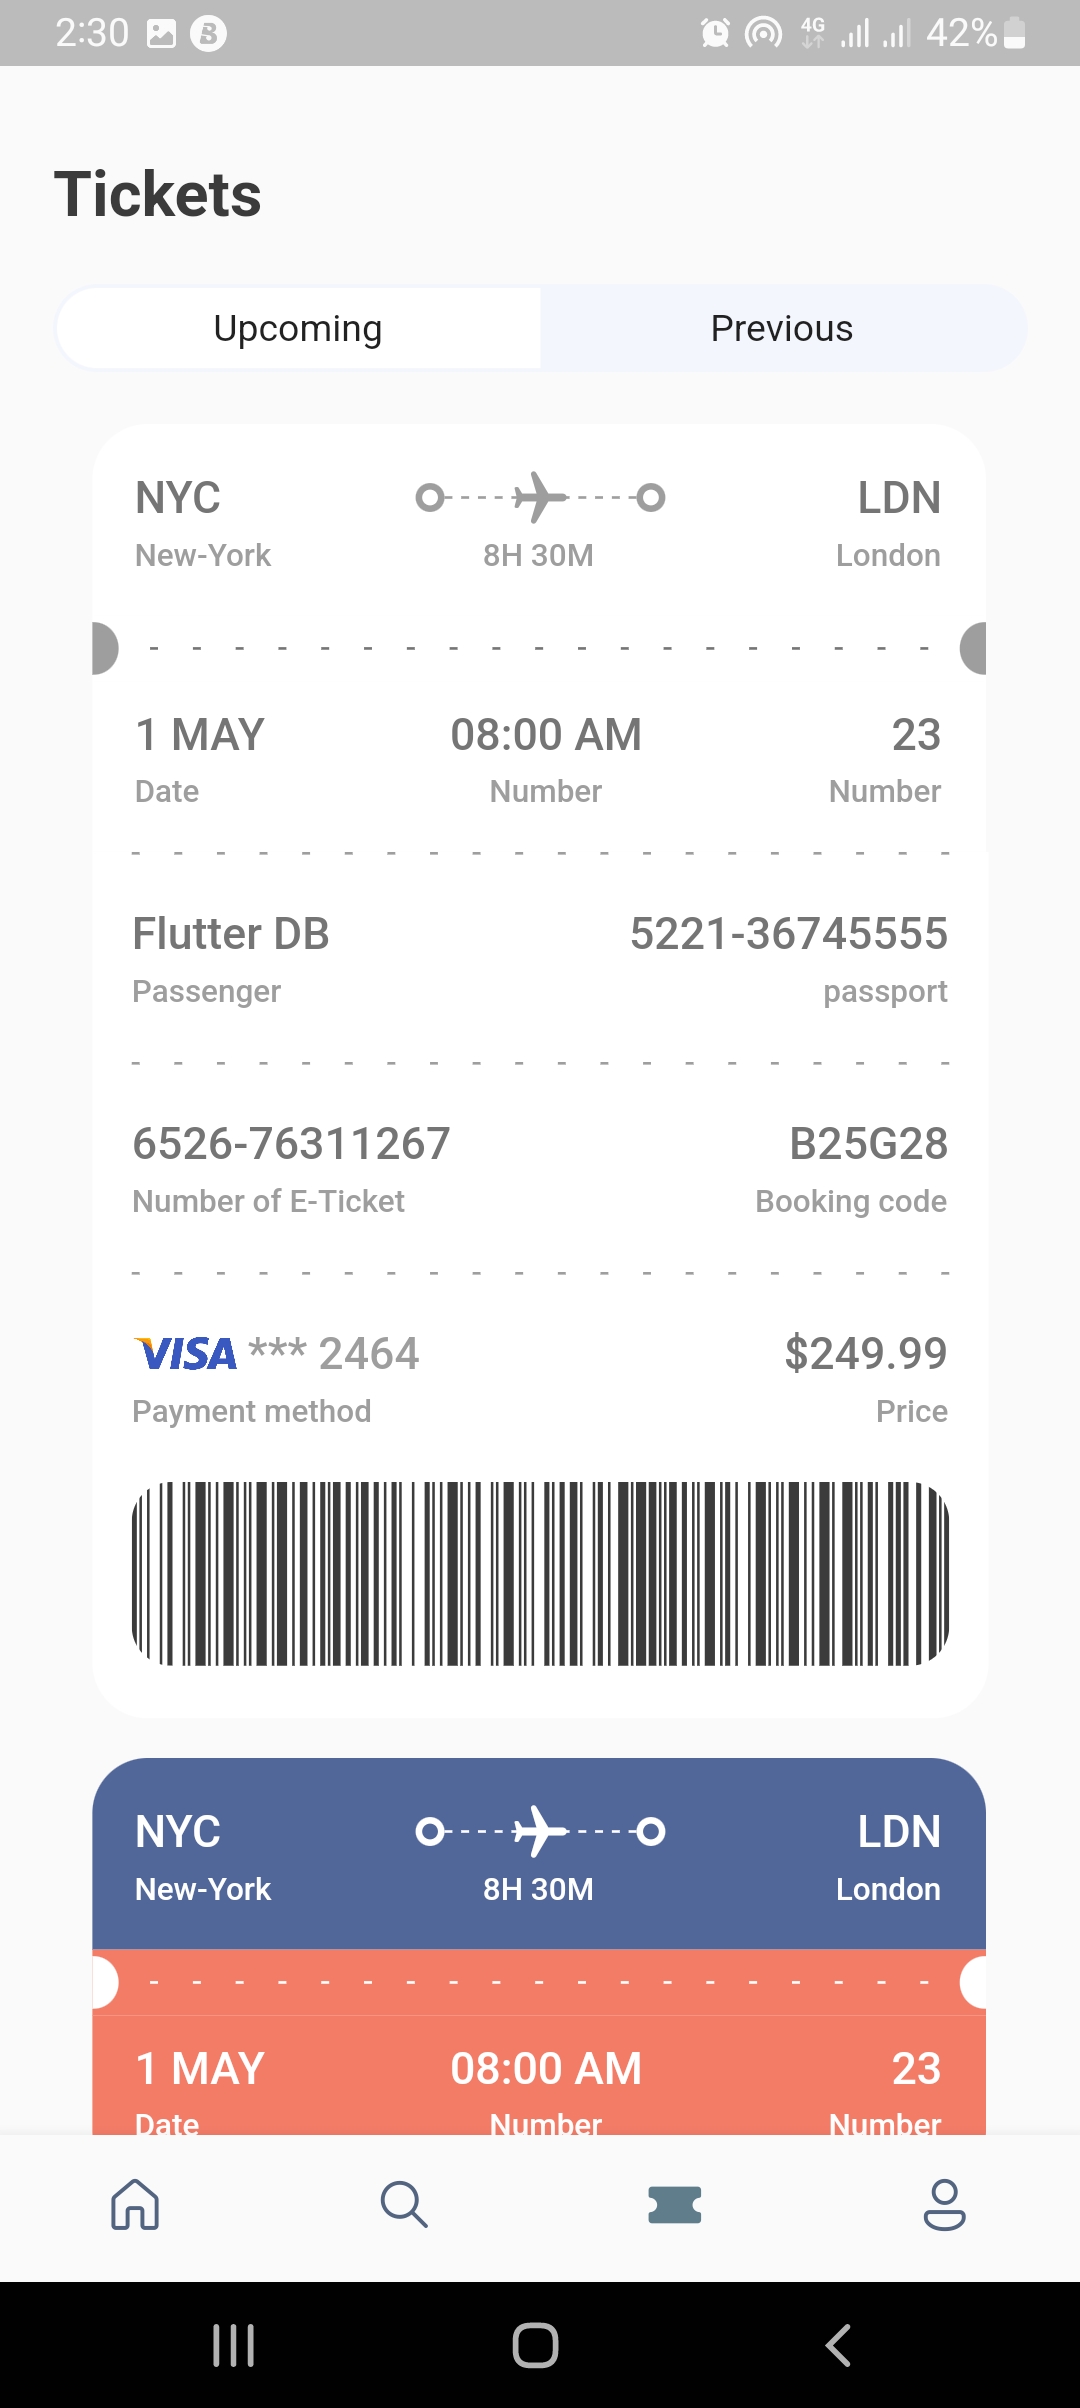 2:30 4G 42%
Tickets
Upcoming Previous
NYC LDN
New-York 8H 30M London
1 MAY 08:00 AM 23
Date Number Number
Flutter DB 5221-36745555
Passenger passport
6526-76311267 B25G28
Number of E-Ticket Booking code
VISA *** 2464 $249.99
Payment method Price
NYC LDN
New-York 8H 30M London
1 MAY 08:00 AM 23
Date Number Number